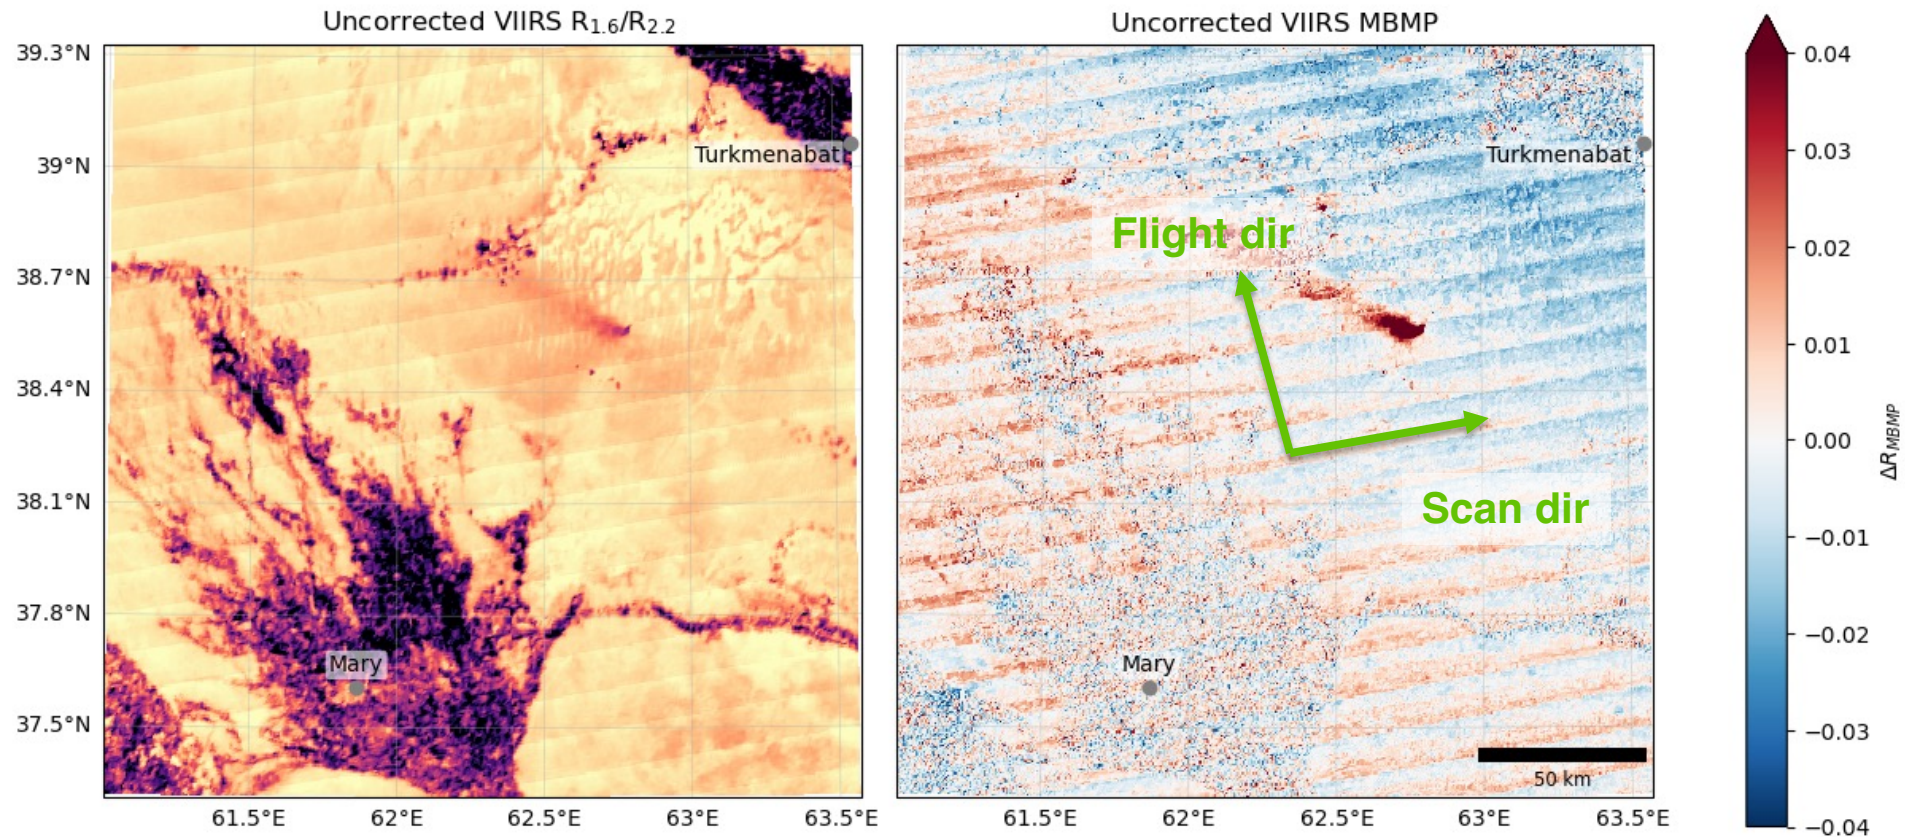 Uncorrected VIIRS R1.6/R2.2
Uncorrected VIIRS MBMP
39.3°N
39°N
38.7°N
38.4°N
38.1°N
37.8°N
37.5°N
Turkmenabat
Mary
61.5°E
62°E
62.5°E
63°E
63.5°E
Turkmenabat
Flight dir
Scan dir
Mary
50 km
61.5°E
62°E
62.5°E
63°E
63.5°E
0.04
0.03
0.02
0.01
0.00
−0.01
−0.02
−0.03
−0.04
ΔRMBMP